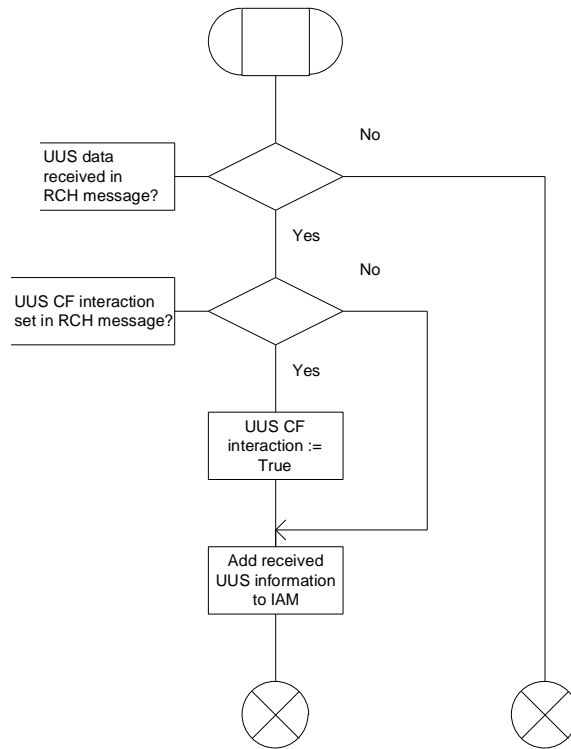 No
UUS data
received in
RCH message?
Yes
No
UUS CF interaction
set in RCH message?
Yes
UUS CF
interaction :=
True
Add received
UUS information
to IAM